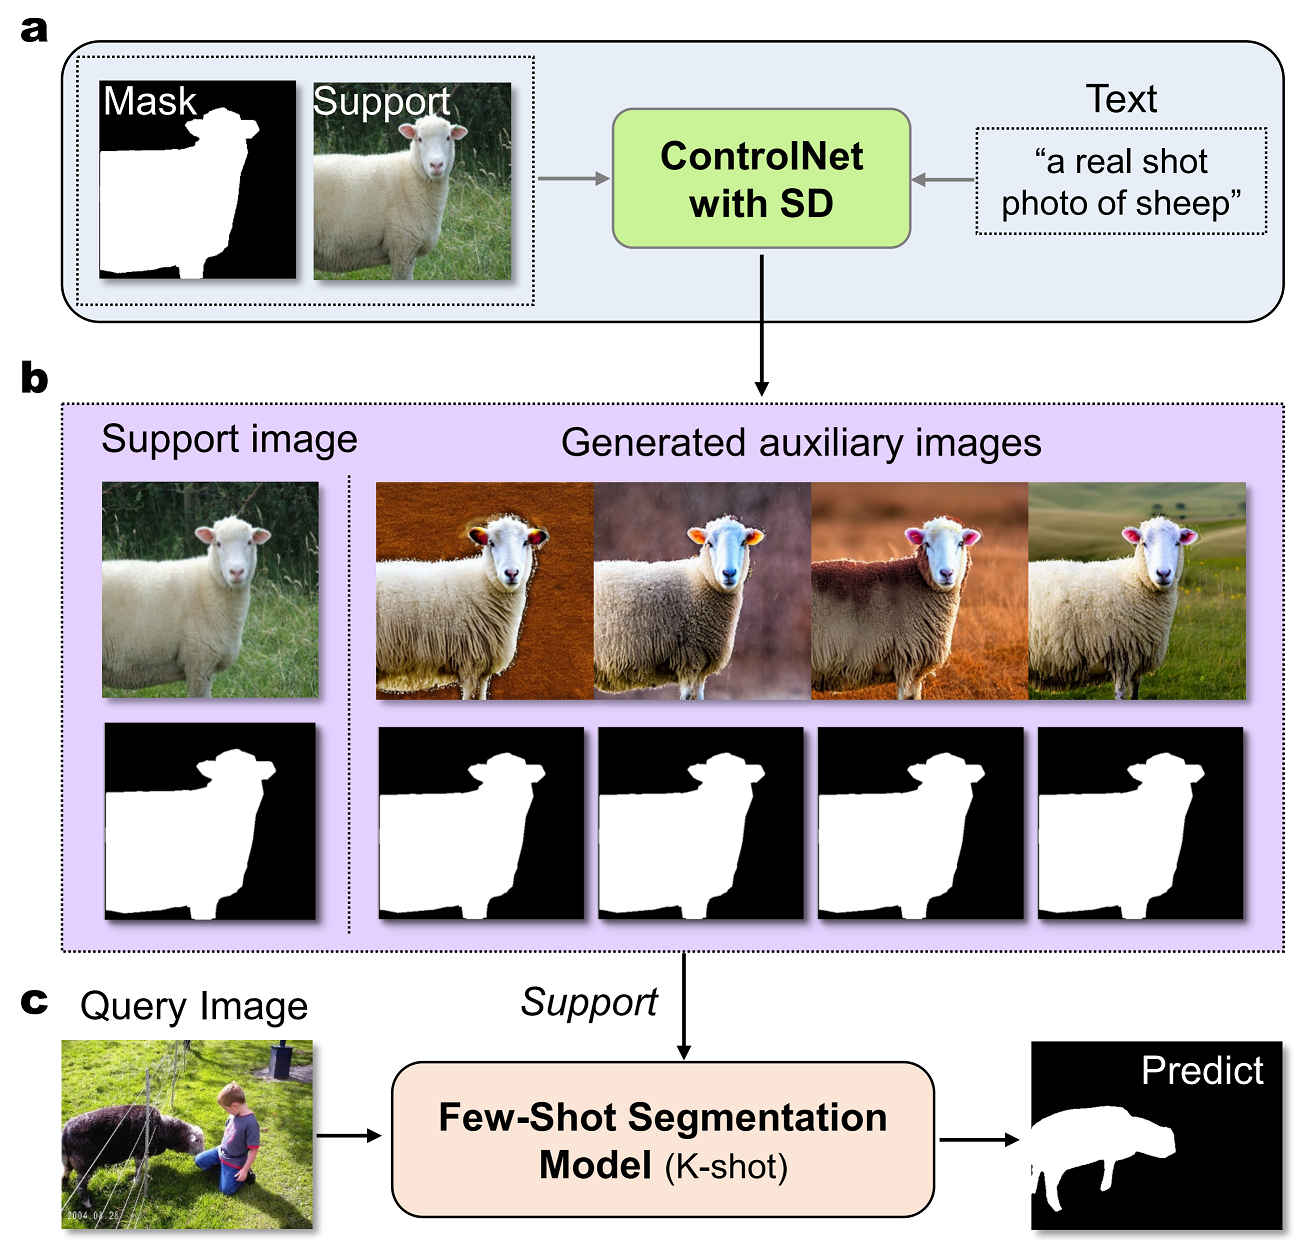 a
Mask
Support
ControlNet
with SD
Text
“a real shot
photo of sheep”
b
Support image
Generated auxiliary images
c
Query Image
Support
2004.08.28
Few-Shot Segmentation
Model (K-shot)
Predict